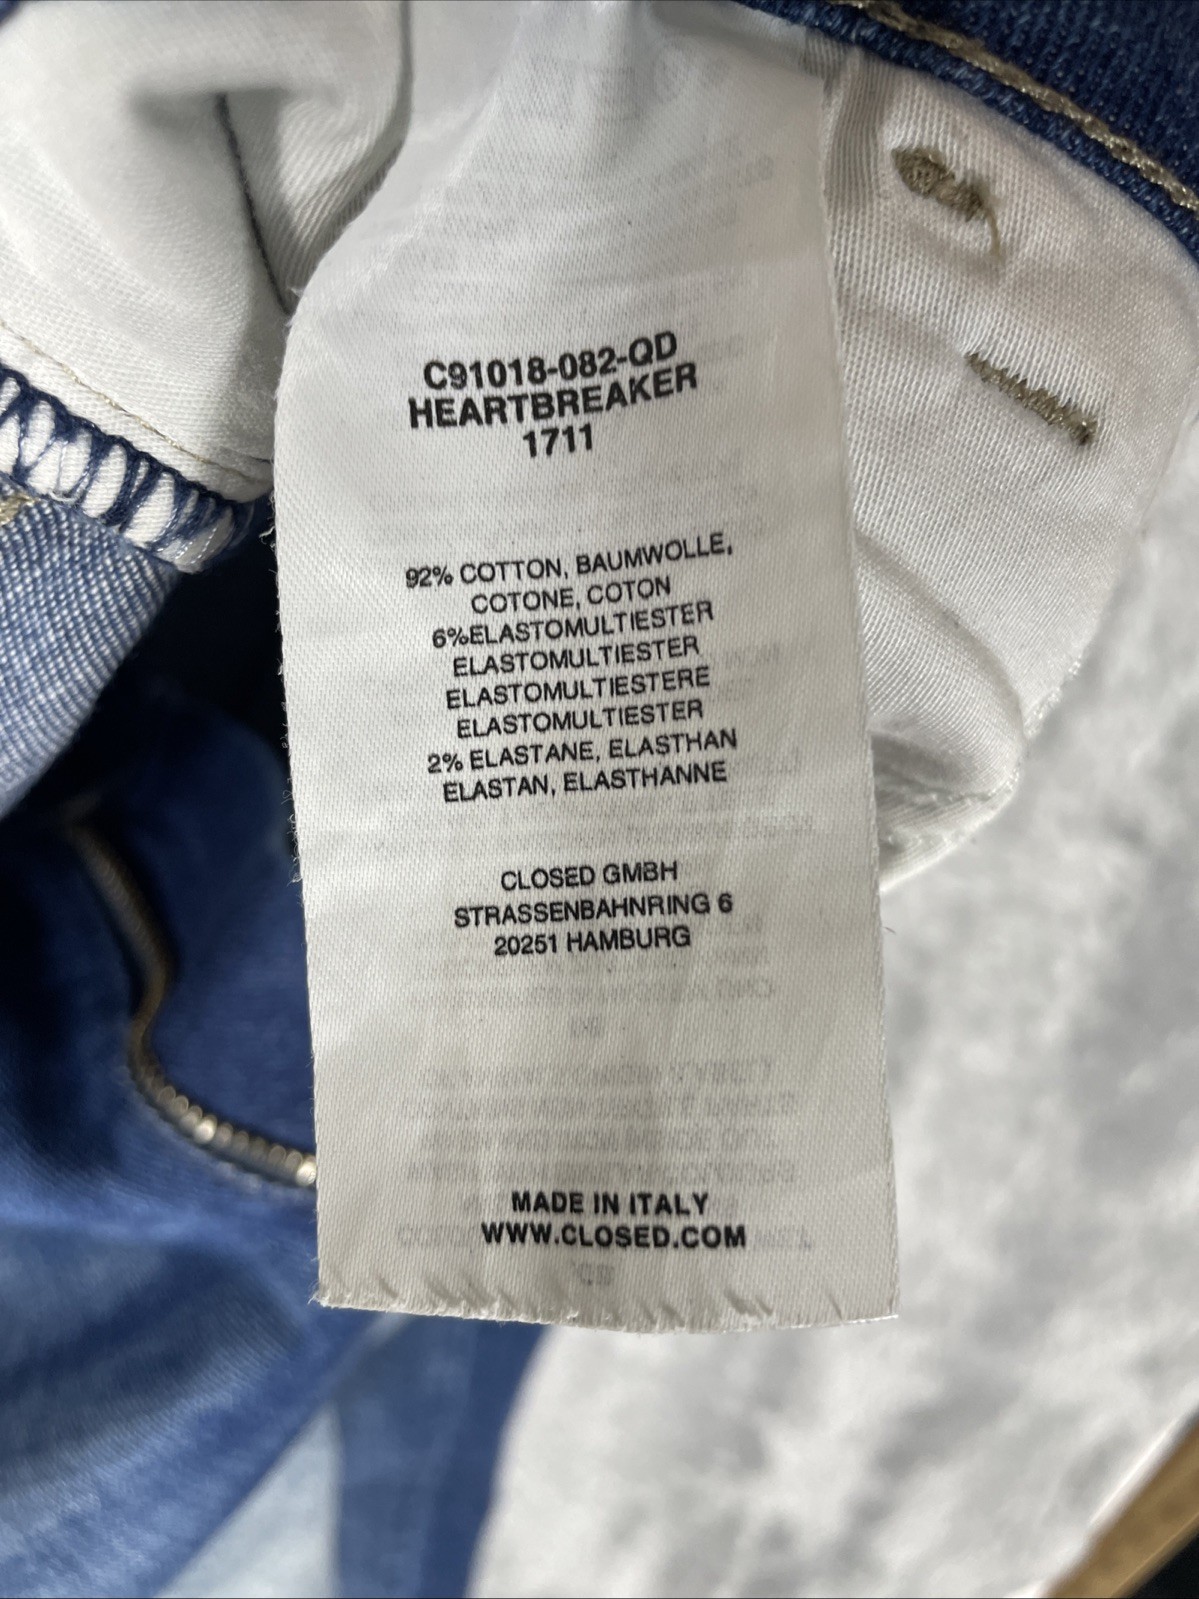 C91018-082-QD
HEARTBREAKER
1711
92% COTTON, BAUMWOLLE,
COTONE, COTON
6%ELASTOMULTIESTER
ELASTOMULTIESTER
ELASTOMULTIESTERE
ELASTOMULTIESTER
2% ELASTANE, ELASTHAN
ELASTAN, ELASTHANNE
CLOSED GMBH
STRASSENBAHNRING 6
20251 HAMBURG
MADE IN ITALY
WWW.CLOSED.COM